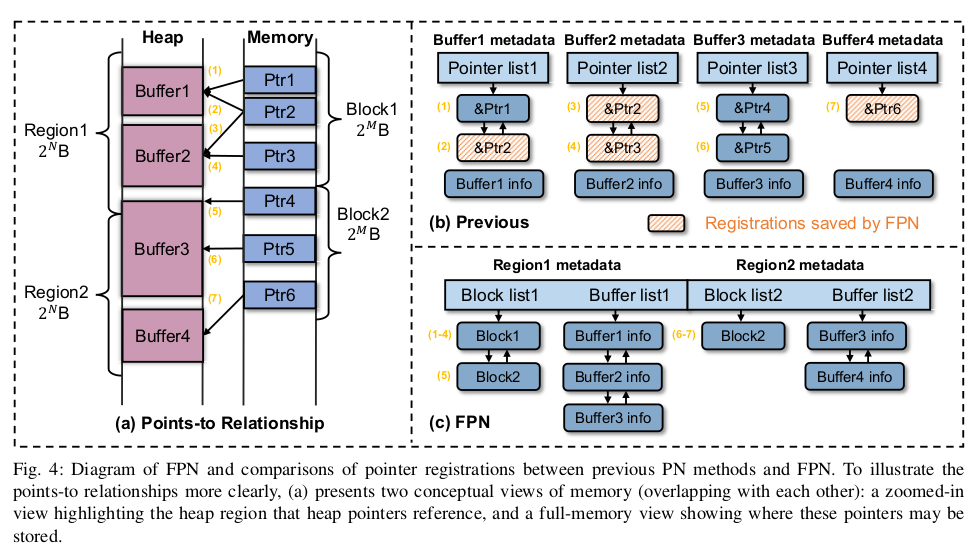 Heap Memory
(1)
Buffer1
Ptr1
(2)
Ptr2
Block1
2^M B
Region1
2^N B
(3)
Buffer2
Ptr3
(4)
Ptr4
(5)
Block2
2^M B
Buffer3
Ptr5
(6)
Region2
2^N B
(7)
Ptr6
Buffer4
(a) Points-to Relationship
Buffer1 metadata Buffer2 metadata Buffer3 metadata Buffer4 metadata
Pointer list1 Pointer list2 Pointer list3 Pointer list4
(1) &Ptr1 (3) &Ptr2 (5) &Ptr4 (7) &Ptr6
(2) &Ptr2 (4) &Ptr3 (6) &Ptr5
Buffer1 info Buffer2 info Buffer3 info Buffer4 info
(b) Previous Registrations saved by FPN
Region1 metadata Region2 metadata
Block list1 Buffer list1 Block list2 Buffer list2
(1-4) Block1 Buffer1 info (6-7) Block2 Buffer3 info
(5) Block2 Buffer2 info Buffer4 info
Buffer3 info
(c) FPN
Fig. 4: Diagram of FPN and comparisons of pointer registrations between previous PN methods and FPN. To illustrate the
points-to relationships more clearly, (a) presents two conceptual views of memory (overlapping with each other): a zoomed-in
view highlighting the heap region that heap pointers reference, and a full-memory view showing where these pointers may be
stored.